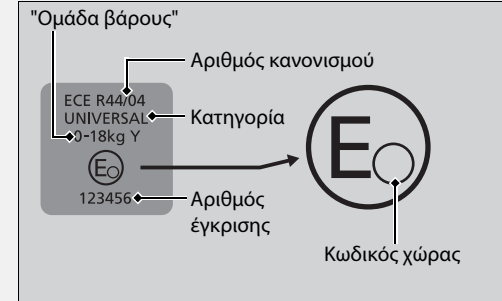 "Ομάδα βάρους"
Αριθμός κανονισμού
ECE R44/04
UNIVERSAL
Κατηγορία
0-18kg Y
E
E
123456
Αριθμός
έγκρισης
Κωδικός χώρας